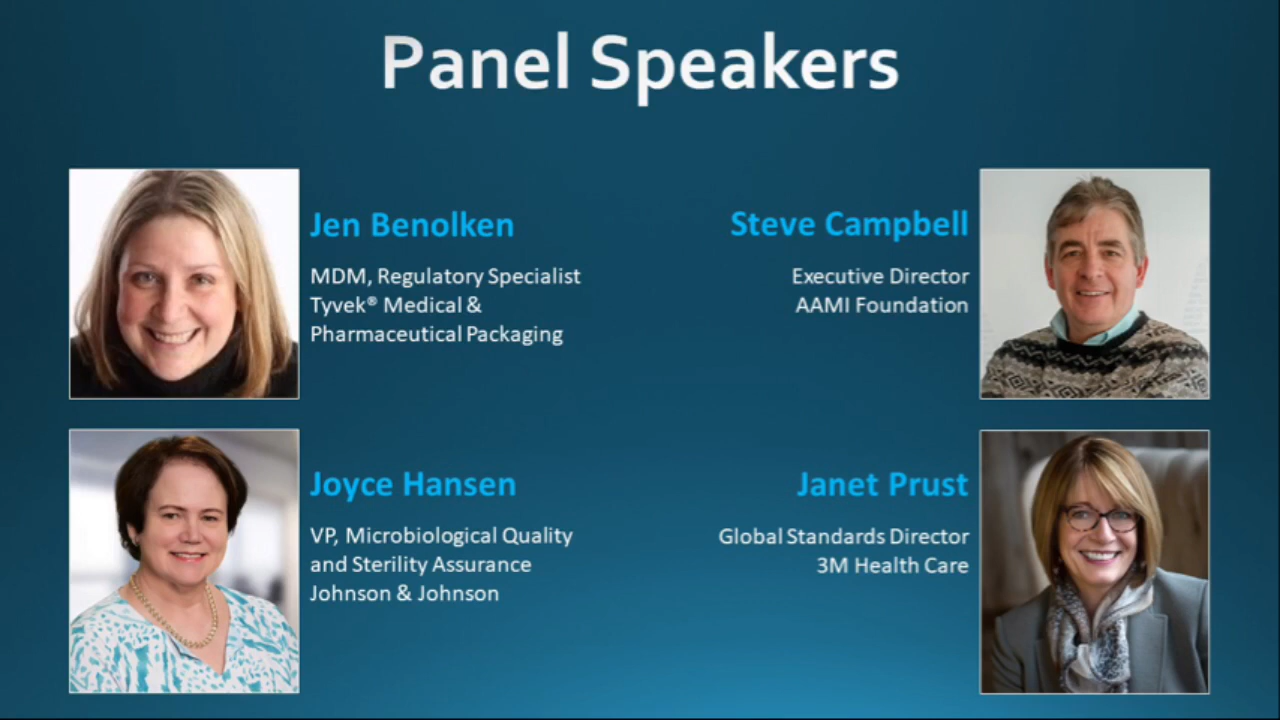 Panel Speakers
Jen Benolken
MDM, Regulatory Specialist
Tyvek® Medical &
Pharmaceutical Packaging
Steve Campbell
Executive Director
AAMI Foundation
Joyce Hansen
VP, Microbiological Quality
and Sterility Assurance
Johnson & Johnson
Janet Prust
Global Standards Director
3M Health Care